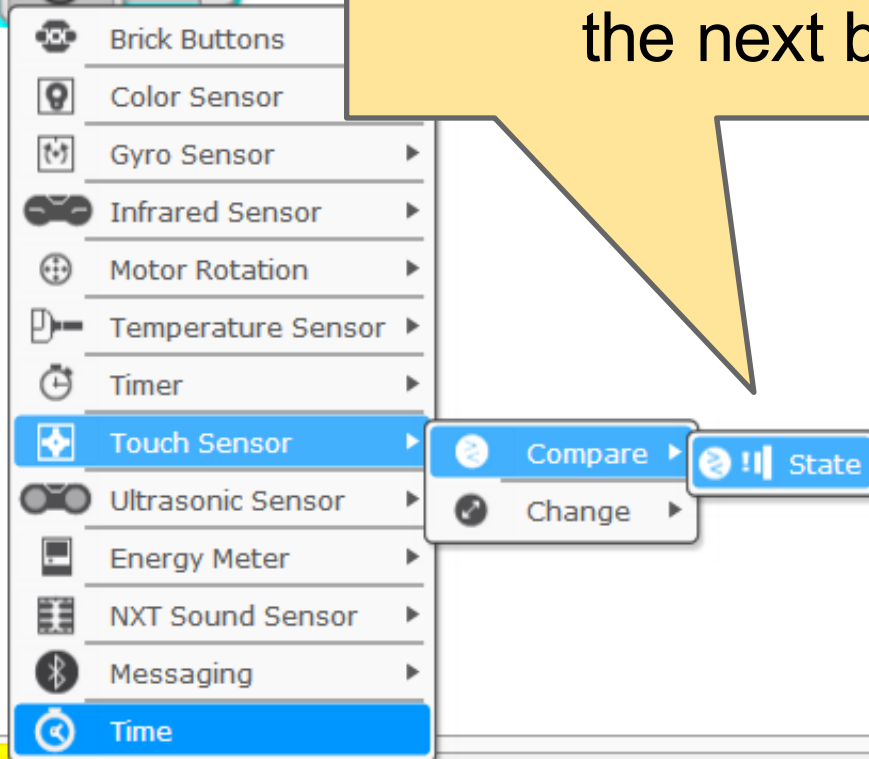 the next b
Brick Buttons
Color Sensor
Gyro Sensor
Infrared Sensor
Motor Rotation
Temperature Sensor
Timer
Touch Sensor
Compare
State
Change
Ultrasonic Sensor
Energy Meter
NXT Sound Sensor
Messaging
Time